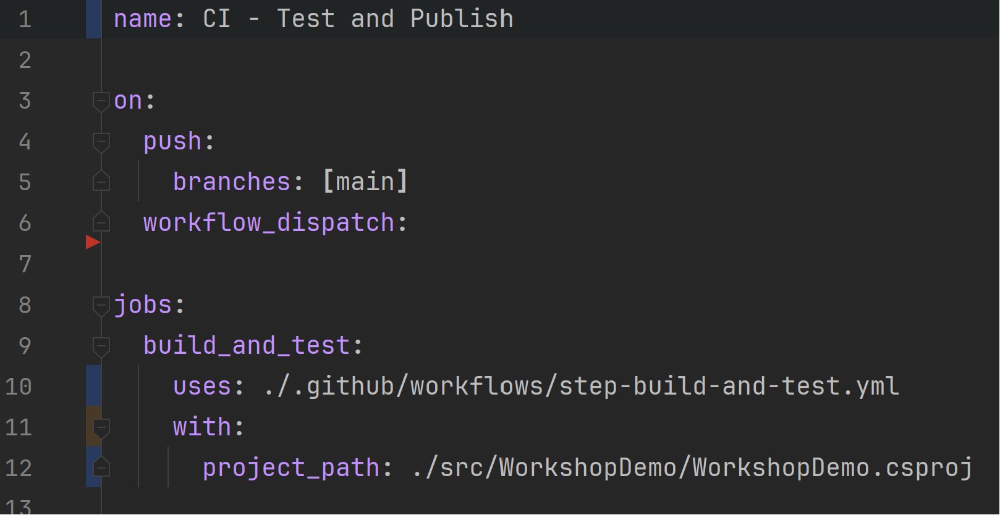 1 name: CI - Test and Publish
2
3 on:
4   push:
5     branches: [main]
6   workflow_dispatch:
7
8 jobs:
9   build_and_test:
10     uses: ./.github/workflows/step-build-and-test.yml
11     with:
12       project_path: ./src/WorkshopDemo/WorkshopDemo.csproj
13